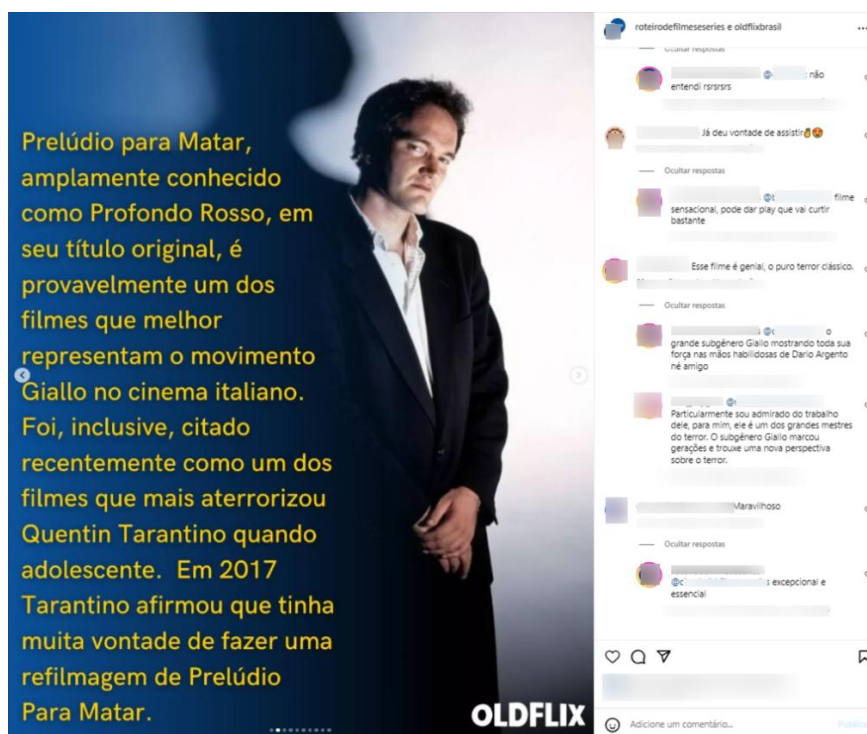 Prelúdio para Matar,
amplamente conhecido
como Profondo Rosso, em
seu título original, é
provavelmente um dos
filmes que melhor
representam o movimento
Giallo no cinema italiano.
Foi, inclusive, citado
recentemente como um dos
filmes que mais aterrorizou
Quentin Tarantino quando
adolescente. Em 2017
Tarantino afirmou que tinha
muita vontade de fazer uma
refilmagem de Prelúdio
Para Matar.
OLDFLIX
roteirodefilmeseseries e oldflixbrasil
Ocultar respostas
não
entendi rsrsrsrs
Já deu vontade de assistir✌😍
Ocultar respostas
filme
sensacional, pode dar play que vai curtir
bastante
Esse filme é genial, o puro terror clássico.
Ocultar respostas
o
grande subgênero Giallo mostrando toda sua
força nas mãos habilidosas de Dario Argento
né amigo
Particularmente sou admirado do trabalho
dele, para mim, ele é um dos grandes mestres
do terror. O subgênero Giallo marcou
gerações e trouxe uma nova perspectiva
sobre o terror.
Maravilhoso
Ocultar respostas
excepcional e
essencial
Adicione um comentário...